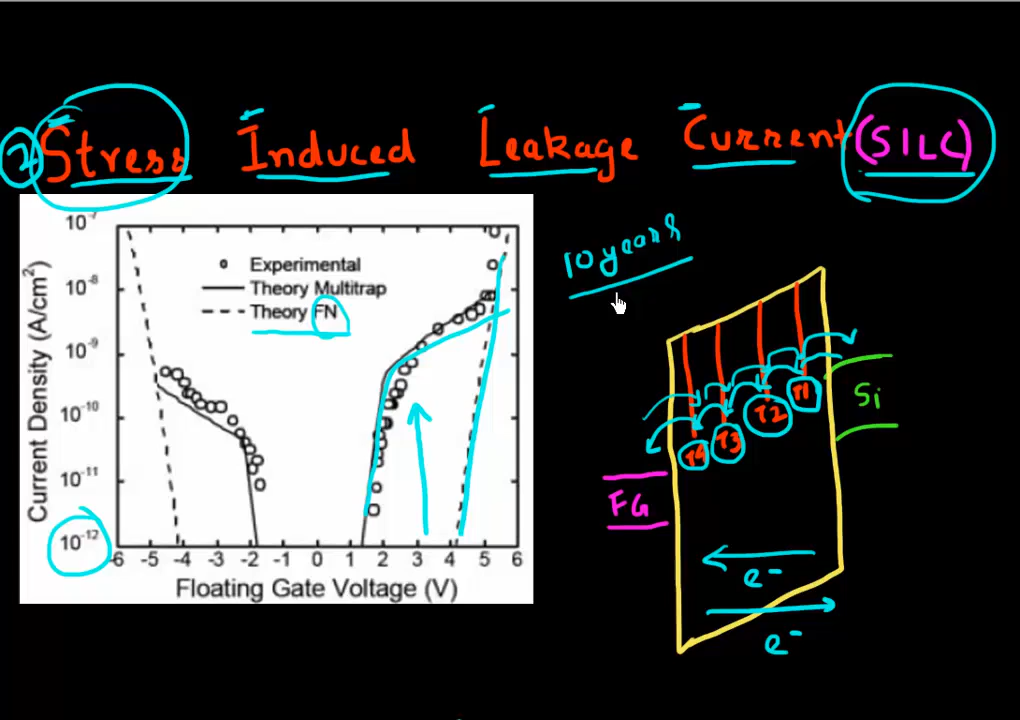 2 Stress Induced Leakage Current (SILC)
10 years
10-7
10-8
10-9
10-10
10-11
10-12
Current Density (A/cm2)
Experimental
Theory Multitrap
Theory FN
-6 -5 -4 -3 -2 -1 0 1 2 3 4 5 6
Floating Gate Voltage (V)
T4 T3 T2 T1
Si
FG
e-
e-